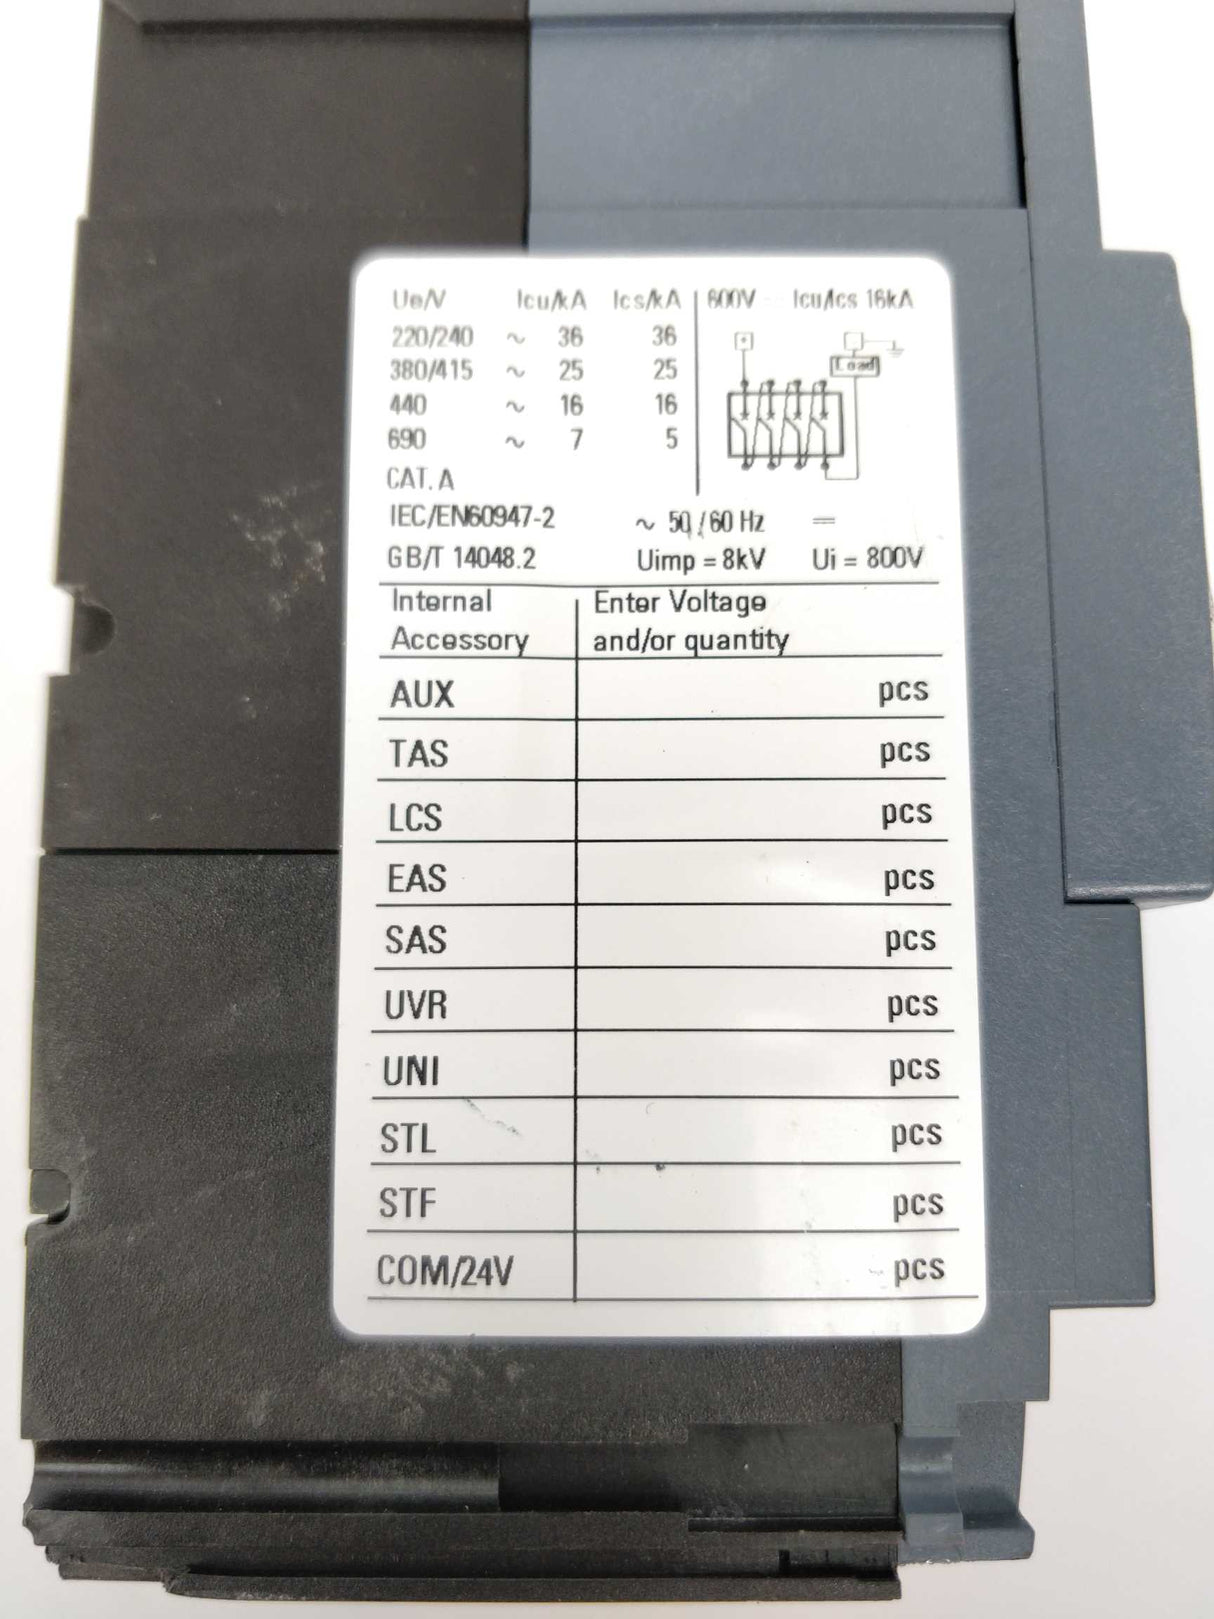 Ue/V Icu/kA Ics/kA 600V Icu/Ics 16kA
220/240 ~ 36 36
380/415 ~ 25 25
Load
440 ~ 16 16
690 ~ 7 5
CAT. A
IEC/EN60947-2 ~ 50/60 Hz ⎓
GB/T 14048.2 Uimp = 8kV Ui = 800V
Internal Enter Voltage
Accessory and/or quantity
AUX pcs
TAS pcs
LCS pcs
EAS pcs
SAS pcs
UVR pcs
UNI pcs
STL pcs
STF pcs
COM/24V pcs